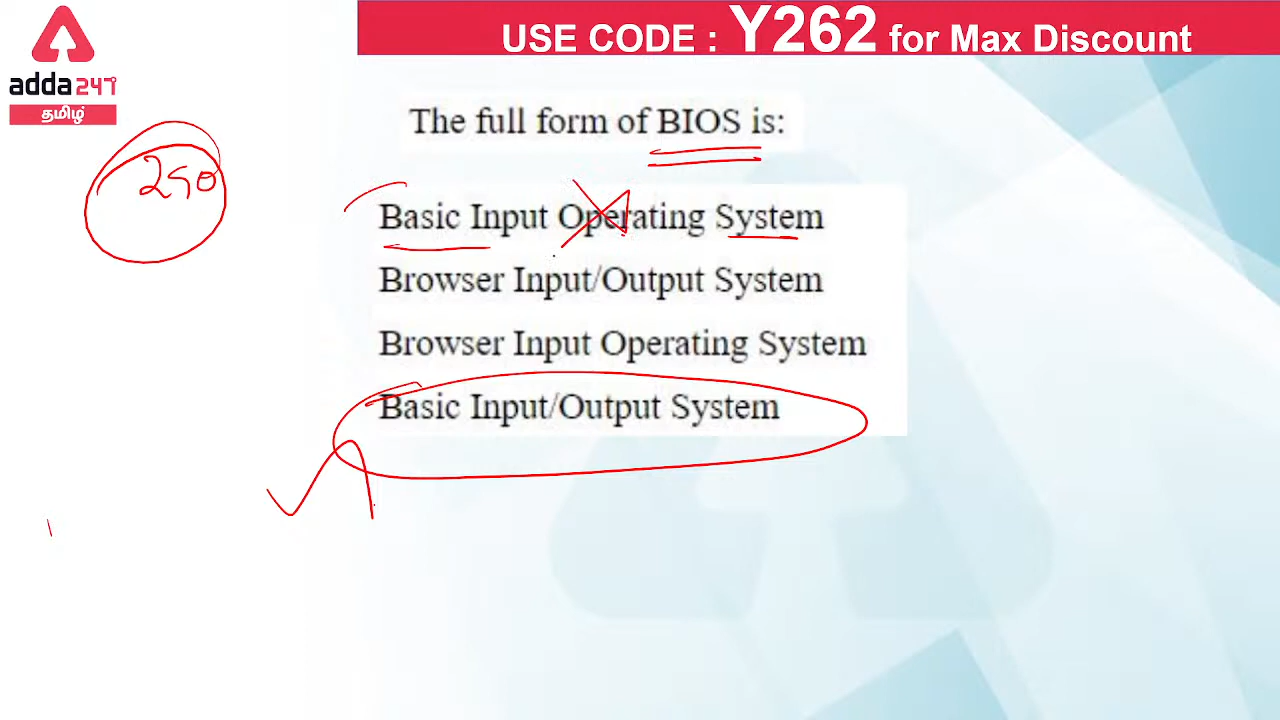 USE CODE : Y262 for Max Discount
adda247
தமிழ்
The full form of BIOS is:
250
Basic Input Operating System
Browser Input/Output System
Browser Input Operating System
Basic Input/Output System